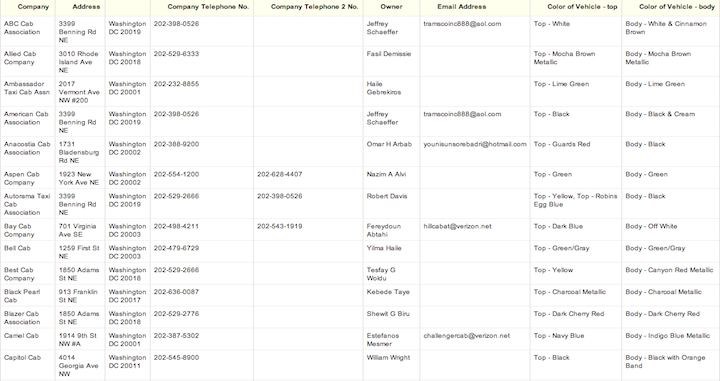 Company Address Company Telephone No. Company Telephone 2 No. Owner Email Address Color of Vehicle - top Color of Vehicle - body
ABC Cab 3399 Washington 202-398-0526 Jeffrey tramscoinc888@aol.com Top - White Body - White & Cinnamon
Association Benning Rd DC 20019 Schaeffer Brown
NE
Allied Cab 3010 Rhode Washington 202-529-6333 Fasil Demissie Top - Mocha Brown Body - Mocha Brown
Company Island Ave DC 20018 Metallic Metallic
NE
Ambassador 2017 Washington 202-232-8855 Haile Top - Lime Green Body - Lime Green
Taxi Cab Assn Vermont Ave DC 20001 Gebrekiros
NW #200
American Cab 3399 Washington 202-398-0526 Jeffrey tramscoinc888@aol.com Top - Black Body - Black & Cream
Association Benning Rd DC 20019 Schaeffer
NE
Anacostia Cab 1731 Washington 202-388-9200 Omar H Arbab younisunsorebadri@hotmail.com Top - Guards Red Body - Black
Association Bladensburg DC 20002
Rd NE
Aspen Cab 1923 New Washington 202-554-1200 202-628-4407 Nazim A Alvi Top - Green Body - Green
Company York Ave NE DC 20002
Autorama Taxi 3399 Washington 202-529-2666 202-398-0526 Robert Davis Top - Yellow, Top - Robins Body - Black
Cab Benning Rd DC 20019 Egg Blue
Association NE
Bay Cab 701 Virginia Washington 202-498-4211 202-543-1919 Fereydoun hillcabat@verizon.net Top - Dark Blue Body - Off White
Company Ave SE DC 20003 Abtahi
Bell Cab 1259 First St Washington 202-479-6729 Yilma Haile Top - Green/Gray Body - Green/Gray
NE DC 20003
Best Cab 1850 Adams Washington 202-529-2666 Tesfay G Top - Yellow Body - Canyon Red Metallic
Company St NE DC 20018 Woldu
Black Pearl 913 Franklin Washington 202-636-0087 Kebede Taye Top - Charcoal Metallic Body - Charcoal Metallic
Cab St NE DC 20017
Blazer Cab 1850 Adams Washington 202-529-2776 Shewit G Biru Top - Dark Cherry Red Body - Dark Cherry Red
Association St NE DC 20018
Camel Cab 1914 9th St Washington 202-387-5302 Estefanos challengercab@verizon.net Top - Navy Blue Body - Indigo Blue Metallic
NW #A DC 20001 Mesmer
Capitol Cab 4014 Washington 202-545-8900 William Wright Top - Black Body - Black with Orange
Georgia Ave DC 20011 Band
NW